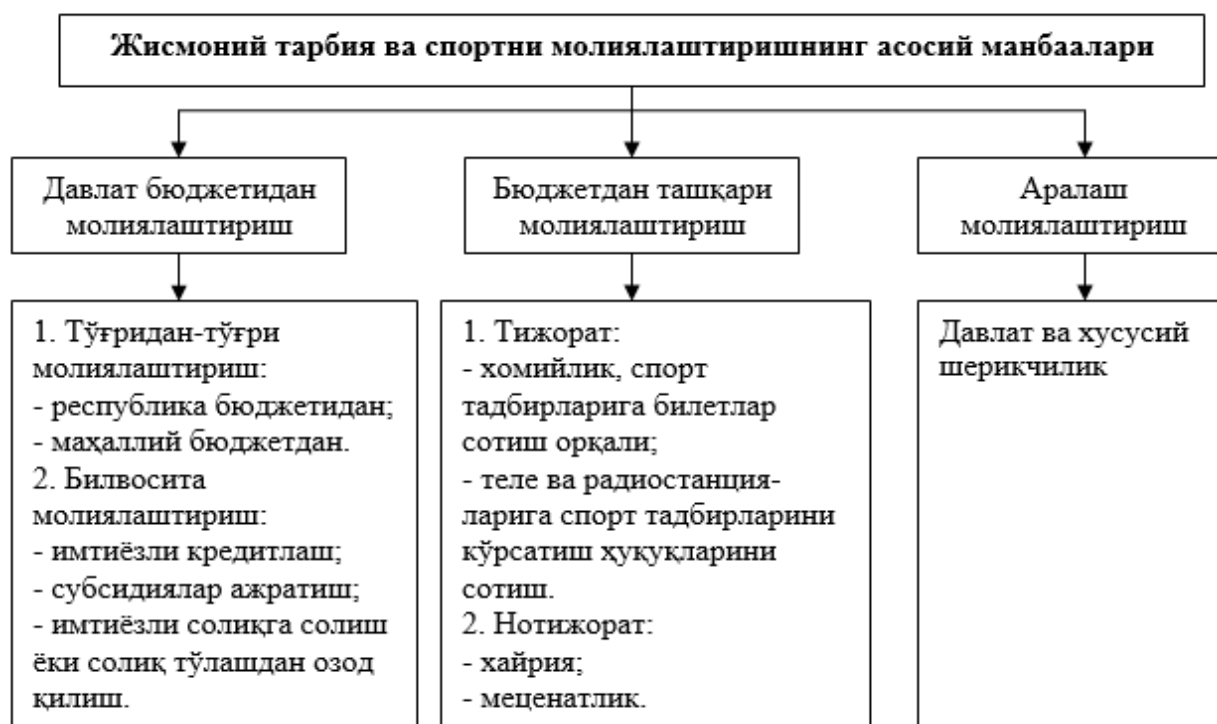 Жисмоний тарбия ва спортни молиялаштиришнинг асосий манбаалари
Давлат бюджетидан
молиялаштириш
Бюджетдан ташқари
молиялаштириш
Аралаш
молиялаштириш
1. Тўғридан-тўғри
молиялаштириш:
- республика бюджетидан;
- маҳаллий бюджетдан.
2. Билвосита
молиялаштириш:
- имтиёзли кредитлаш;
- субсидиялар ажратиш;
- имтиёзли солиқга солиш
ёки солиқ тўлашдан озод
қилиш.
1. Тижорат:
- хомийлик, спорт
тадбирларига билетлар
сотиш орқали;
- теле ва радиостанция-
ларига спорт тадбирларини
кўрсатиш ҳуқуқларини
сотиш.
2. Нотижорат:
- хайрия;
- меценатлик.
Давлат ва хусусий
шерикчилик